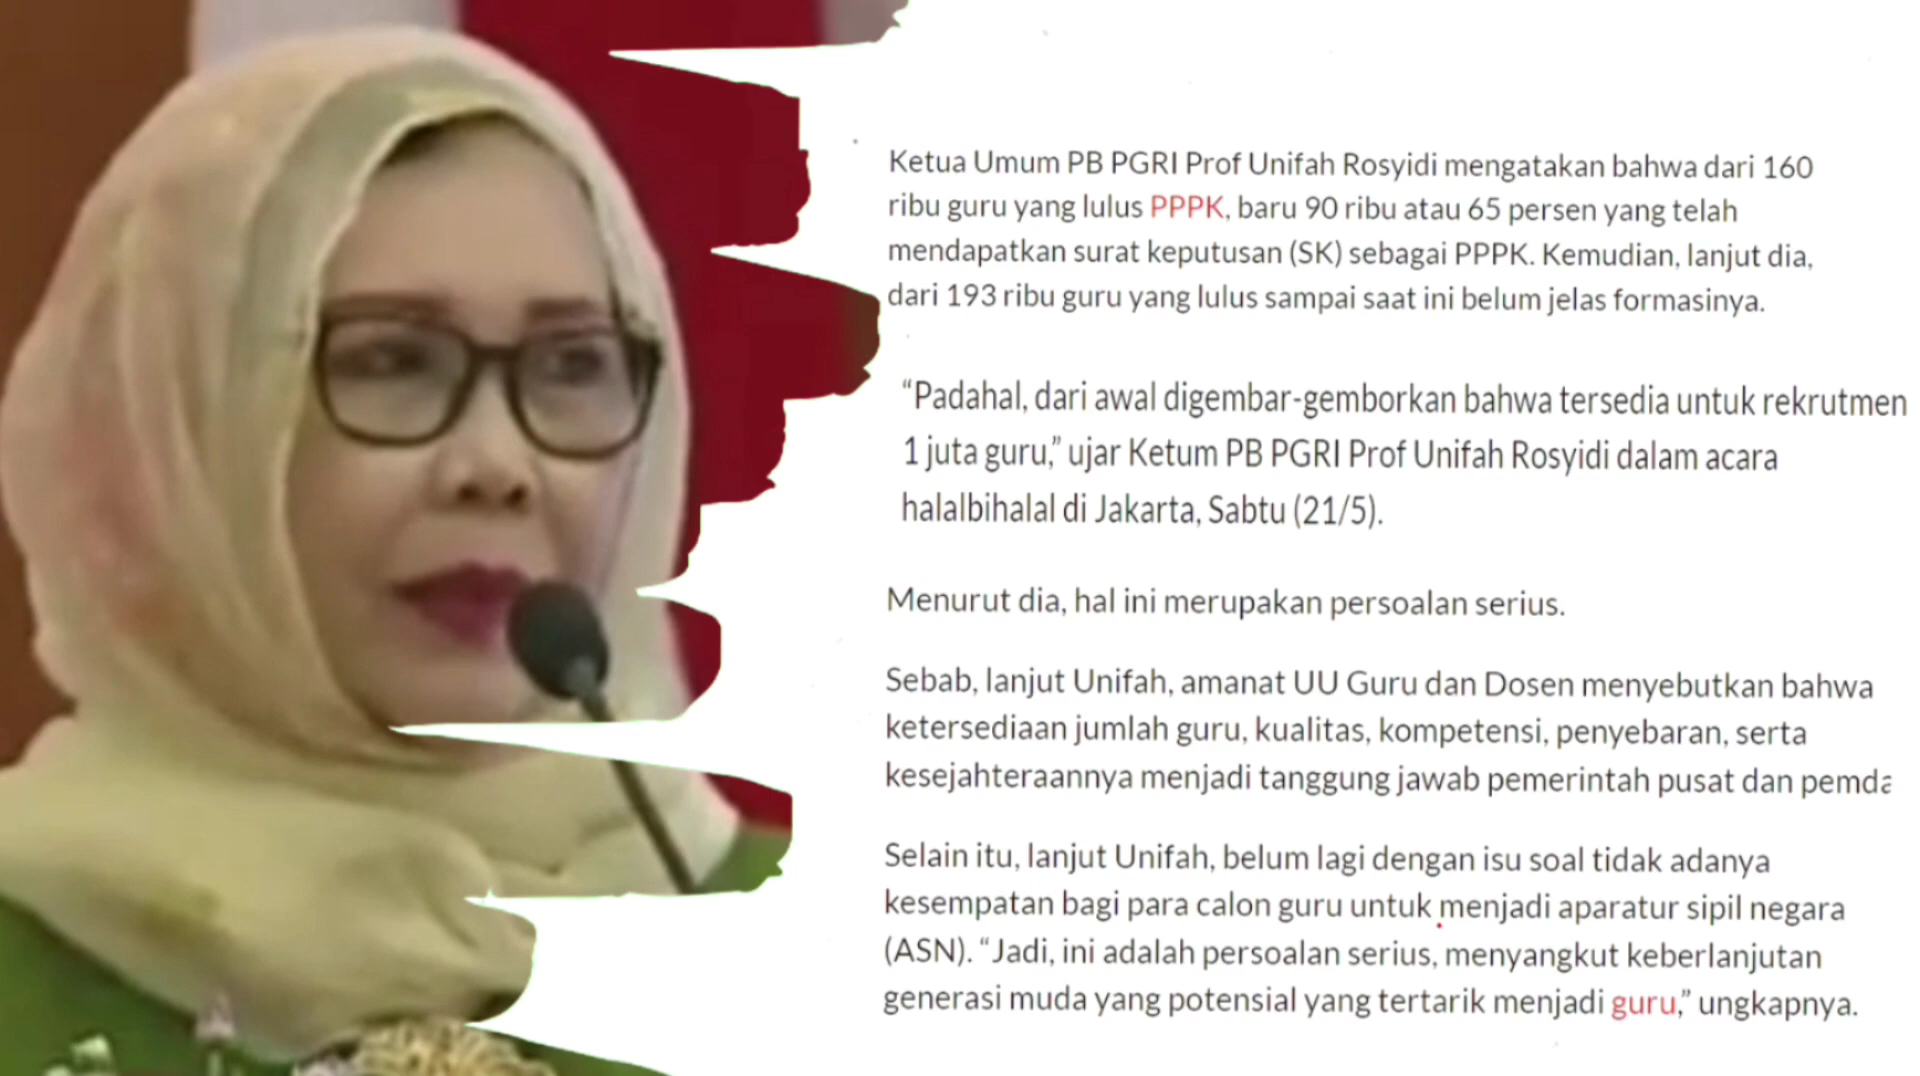 Ketua Umum PB PGRI Prof Unifah Rosyidi mengatakan bahwa dari 160
ribu guru yang lulus PPPK, baru 90 ribu atau 65 persen yang telah
mendapatkan surat keputusan (SK) sebagai PPPK. Kemudian, lanjut dia,
dari 193 ribu guru yang lulus sampai saat ini belum jelas formasinya.
“Padahal, dari awal digembar-gemborkan bahwa tersedia untuk rekrutmen
1 juta guru,” ujar Ketum PB PGRI Prof Unifah Rosyidi dalam acara
halalbihalal di Jakarta, Sabtu (21/5).
Menurut dia, hal ini merupakan persoalan serius.
Sebab, lanjut Unifah, amanat UU Guru dan Dosen menyebutkan bahwa
ketersediaan jumlah guru, kualitas, kompetensi, penyebaran, serta
kesejahteraannya menjadi tanggung jawab pemerintah pusat dan pemda
Selain itu, lanjut Unifah, belum lagi dengan isu soal tidak adanya
kesempatan bagi para calon guru untuk menjadi aparatur sipil negara
(ASN). “Jadi, ini adalah persoalan serius, menyangkut keberlanjutan
generasi muda yang potensial yang tertarik menjadi guru,” ungkapnya.